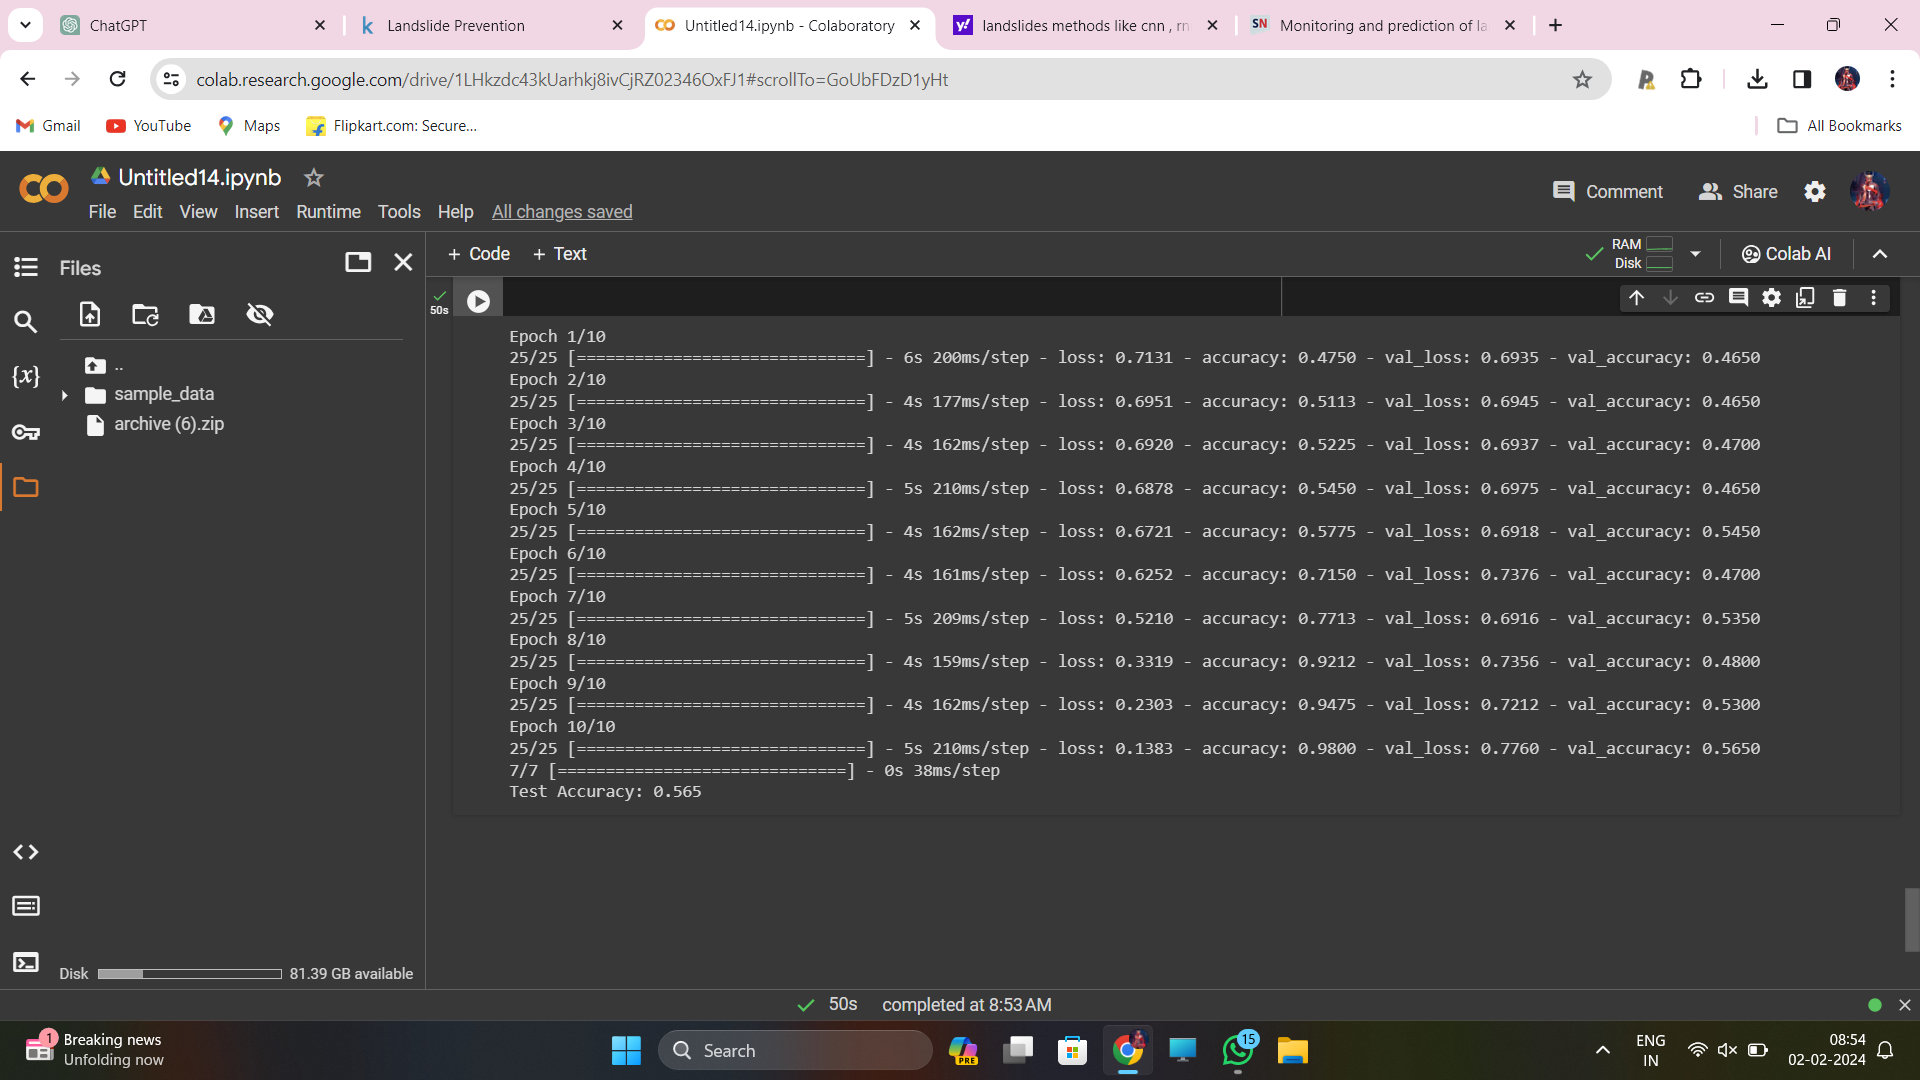 ChatGPT
Landslide Prevention
Untitled14.ipynb - Colaboratory
landslides methods like cnn , rn
Monitoring and prediction of la
colab.research.google.com/drive/1LHkzdc43kUarhkj8ivCjRZ02346OxFJ1#scrollTo=GoUbFDzD1yHt
Gmail
YouTube
Maps
Flipkart.com: Secure...
All Bookmarks
Untitled14.ipynb
Comment
Share
File Edit View Insert Runtime Tools Help All changes saved
Files
+ Code + Text
RAM
Disk
Colab AI
50s
{x}
..
sample_data
archive (6).zip
Epoch 1/10
25/25 [==============================] - 6s 200ms/step - loss: 0.7131 - accuracy: 0.4750 - val_loss: 0.6935 - val_accuracy: 0.4650
Epoch 2/10
25/25 [==============================] - 4s 177ms/step - loss: 0.6951 - accuracy: 0.5113 - val_loss: 0.6945 - val_accuracy: 0.4650
Epoch 3/10
25/25 [==============================] - 4s 162ms/step - loss: 0.6920 - accuracy: 0.5225 - val_loss: 0.6937 - val_accuracy: 0.4700
Epoch 4/10
25/25 [==============================] - 5s 210ms/step - loss: 0.6878 - accuracy: 0.5450 - val_loss: 0.6975 - val_accuracy: 0.4650
Epoch 5/10
25/25 [==============================] - 4s 162ms/step - loss: 0.6721 - accuracy: 0.5775 - val_loss: 0.6918 - val_accuracy: 0.5450
Epoch 6/10
25/25 [==============================] - 4s 161ms/step - loss: 0.6252 - accuracy: 0.7150 - val_loss: 0.7376 - val_accuracy: 0.4700
Epoch 7/10
25/25 [==============================] - 5s 209ms/step - loss: 0.5210 - accuracy: 0.7713 - val_loss: 0.6916 - val_accuracy: 0.5350
Epoch 8/10
25/25 [==============================] - 4s 159ms/step - loss: 0.3319 - accuracy: 0.9212 - val_loss: 0.7356 - val_accuracy: 0.4800
Epoch 9/10
25/25 [==============================] - 4s 162ms/step - loss: 0.2303 - accuracy: 0.9475 - val_loss: 0.7212 - val_accuracy: 0.5300
Epoch 10/10
25/25 [==============================] - 5s 210ms/step - loss: 0.1383 - accuracy: 0.9800 - val_loss: 0.7760 - val_accuracy: 0.5650
7/7 [==============================] - 0s 38ms/step
Test Accuracy: 0.565
Disk
81.39 GB available
50s completed at 8:53 AM
1
Breaking news
Unfolding now
Search
PRE
15
ENG
IN
08:54
02-02-2024